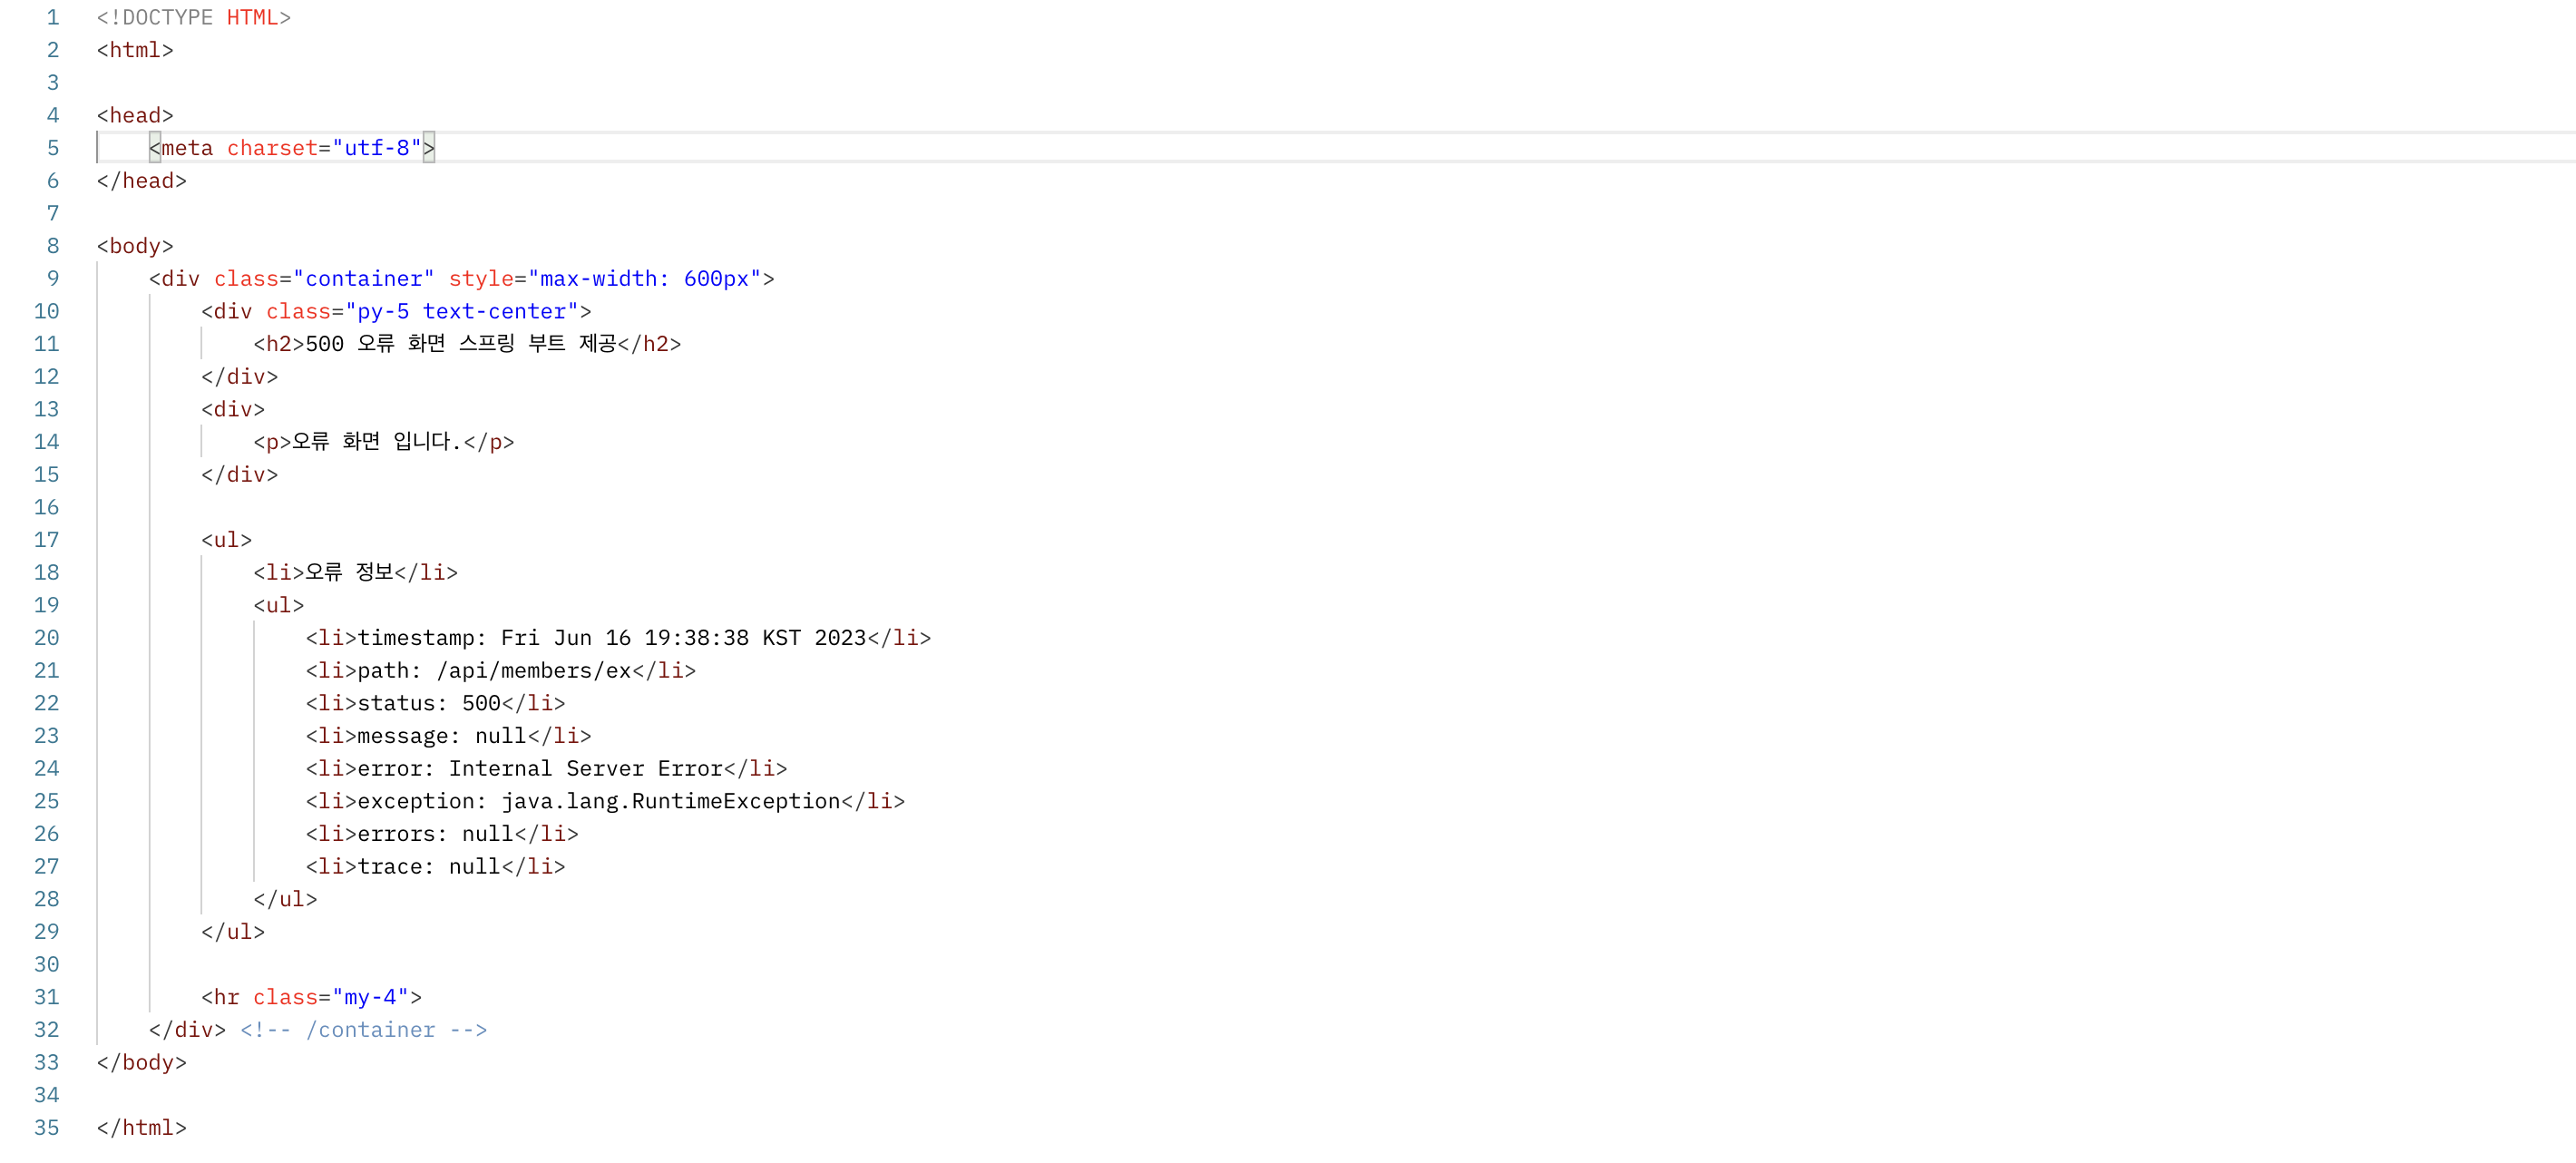 1 <!DOCTYPE HTML>
2 <html>
3
4 <head>
5     <meta charset="utf-8">
6 </head>
7
8 <body>
9     <div class="container" style="max-width: 600px">
10         <div class="py-5 text-center">
11             <h2>500 오류 화면 스프링 부트 제공</h2>
12         </div>
13         <div>
14             <p>오류 화면 입니다.</p>
15         </div>
16
17         <ul>
18             <li>오류 정보</li>
19             <ul>
20                 <li>timestamp: Fri Jun 16 19:38:38 KST 2023</li>
21                 <li>path: /api/members/ex</li>
22                 <li>status: 500</li>
23                 <li>message: null</li>
24                 <li>error: Internal Server Error</li>
25                 <li>exception: java.lang.RuntimeException</li>
26                 <li>errors: null</li>
27                 <li>trace: null</li>
28             </ul>
29         </ul>
30
31         <hr class="my-4">
32     </div> <!-- /container -->
33 </body>
34
35 </html>